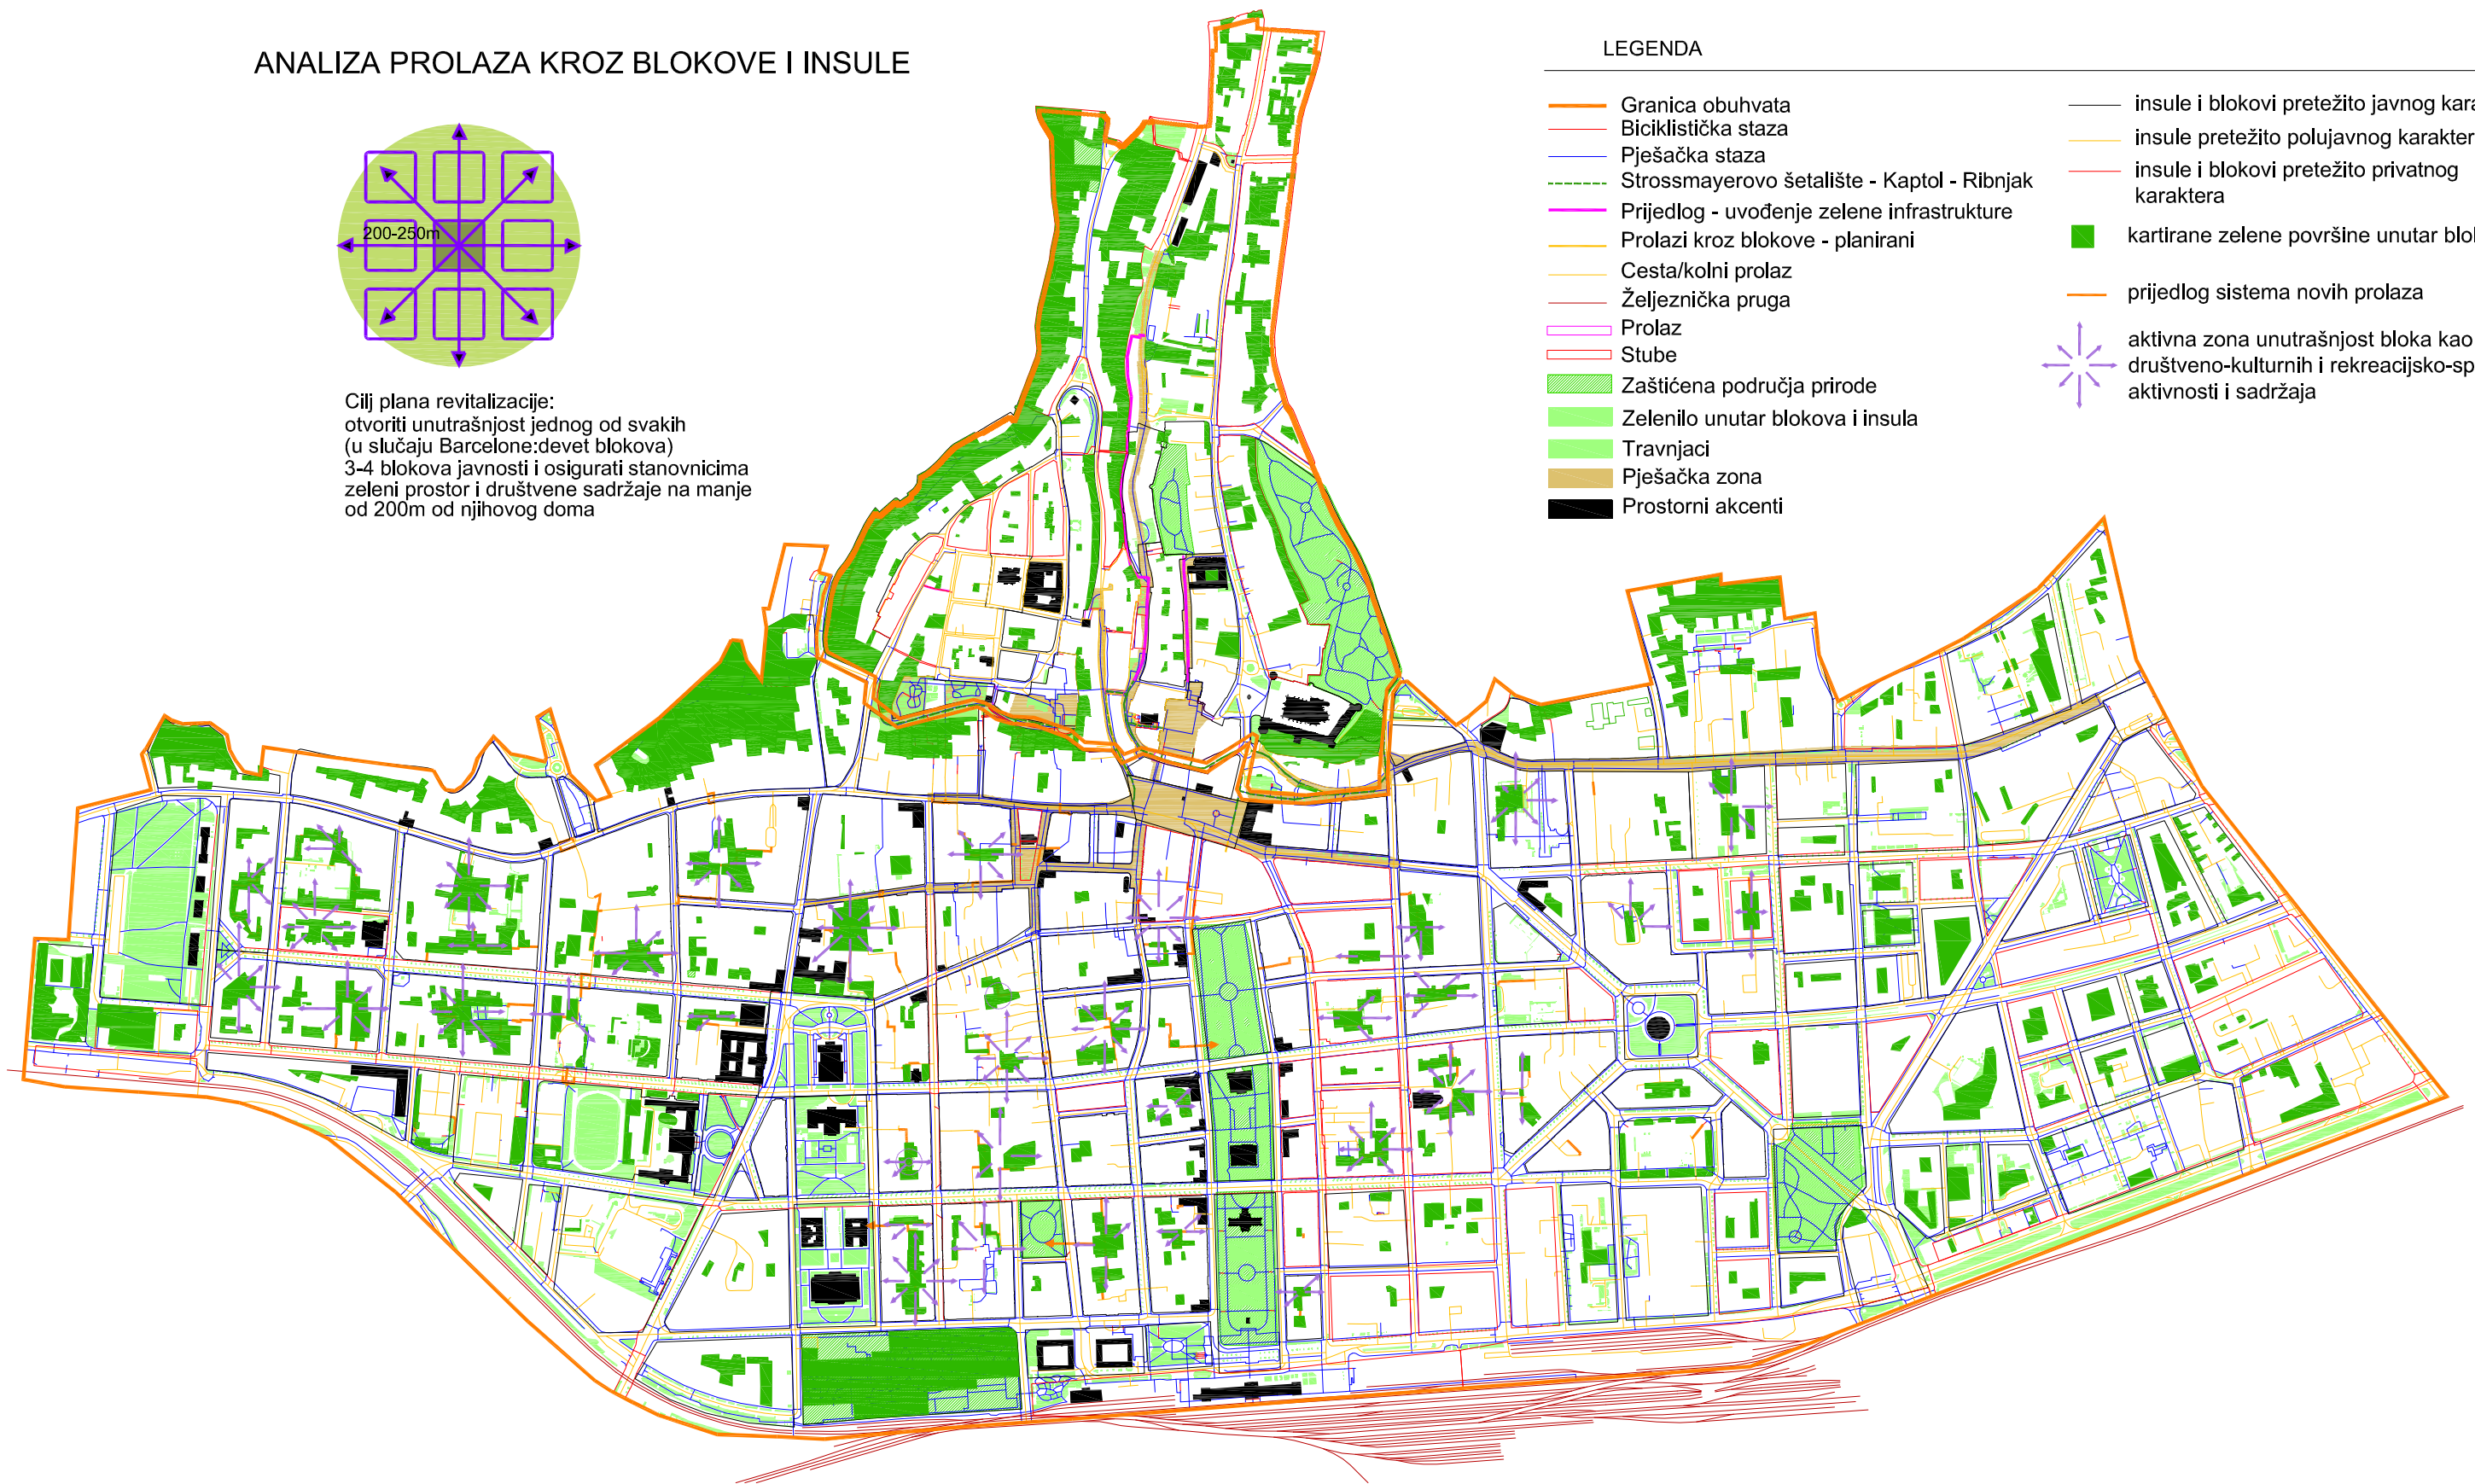 ANALIZA PROLAZA KROZ BLOKOVE I INSULE
200-250m
Cilj plana revitalizacije:
otvoriti unutrašnjost jednog od svakih
(u slučaju Barcelone:devet blokova)
3-4 blokova javnosti i osigurati stanovnicima
zeleni prostor i društvene sadržaje na manje
od 200m od njihovog doma
LEGENDA
Granica obuhvata
Biciklistička staza
Pješačka staza
Strossmayerovo šetalište - Kaptol - Ribnjak
Prijedlog - uvođenje zelene infrastrukture
Prolazi kroz blokove - planirani
Cesta/kolni prolaz
Željeznička pruga
Prolaz
Stube
Zaštićena područja prirode
Zelenilo unutar blokova i insula
Travnjaci
Pješačka zona
Prostorni akcenti
insule i blokovi pretežito javnog
insule pretežito polujavnog
insule i blokovi pretežito privatnog
karaktera
kartirane zelene površine unutar
prijedlog sistema novih prolaza
aktivna zona unutrašnjost bloka kao
društveno-kulturnih i
aktivnosti i sadržaja